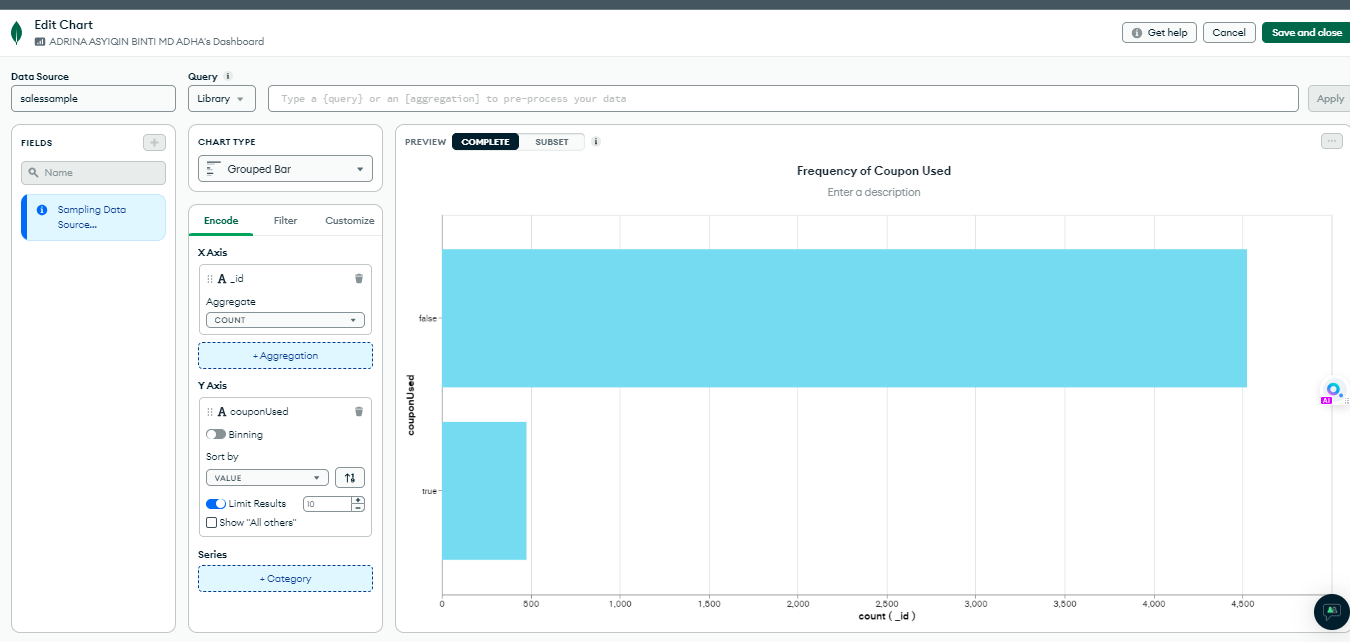 Edit Chart
ADRINA ASYIQIN BINTI MD ADHA's Dashboard
Get help
Cancel
Save and close
Data Source
Query
salessample
Library
Type a {query} or an [aggregation] to pre-process your data
Apply
FIELDS
Name
Sampling Data
Source...
CHART TYPE
Grouped Bar
Encode
Filter
Customize
X Axis
A _id
Aggregate
COUNT
+ Aggregation
Y Axis
A couponUsed
Binning
Sort by
VALUE
Limit Results
10
Show "All others"
Series
+ Category
PREVIEW
COMPLETE
SUBSET
Frequency of Coupon Used
Enter a description
couponUsed
false
true
0 500 1,000 1,500 2,000 2,500 3,000 3,500 4,000 4,500
count ( _id )
AI